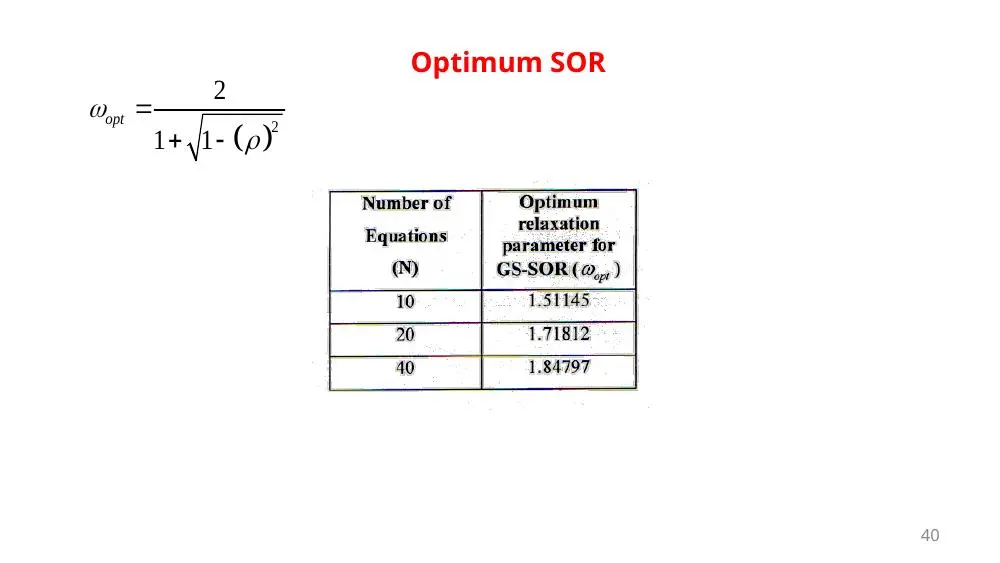 Optimum SOR
ω_opt = 2 / (1 + √(1 - (ρ)²))
Number of
Equations
(N)
Optimum
relaxation
parameter for
GS-SOR (ω_opt)
10 1.51145
20 1.71812
40 1.84797
40